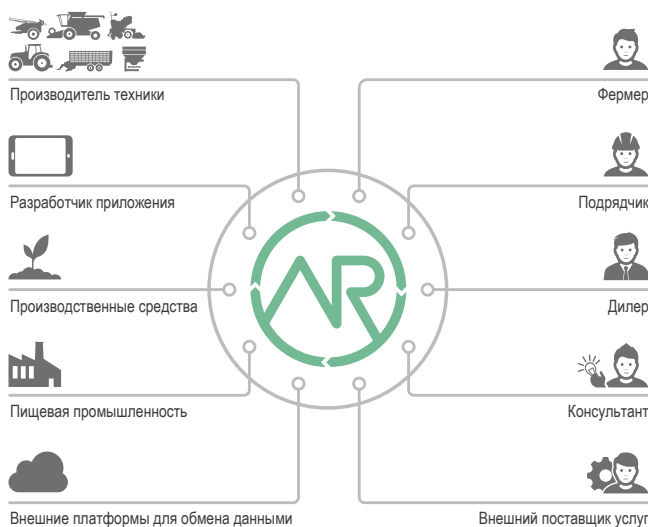 Производитель техники
Фермер
Разработчик приложения
Подрядчик
AR
Производственные средства
Дилер
Пищевая промышленность
Консультант
Внешние платформы для обмена данными
Внешний поставщик услуг